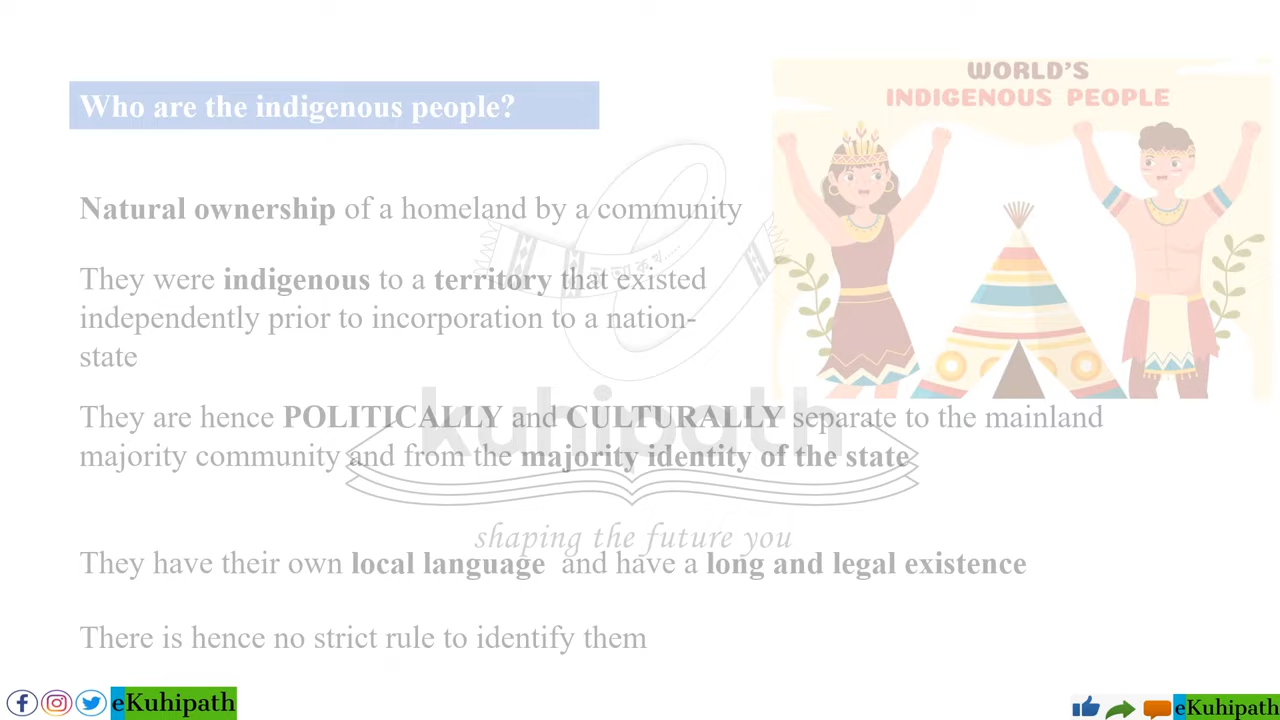 WORLD'S
INDIGENOUS PEOPLE
Who are the indigenous people?
Natural ownership of a homeland by a community
They were indigenous to a territory that existed
independently prior to incorporation to a nation-
state
They are hence POLITICALLY and CULTURALLY separate to the mainland
majority community and from the majority identity of the state
kuhipath
shaping the future you
They have their own local language and have a long and legal existence
There is hence no strict rule to identify them
eKuhipath
eKuhipath